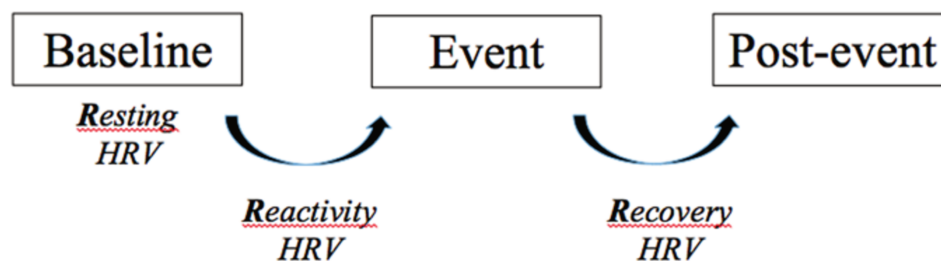 Baseline
Event
Post-event
Resting
HRV
Reactivity
HRV
Recovery
HRV